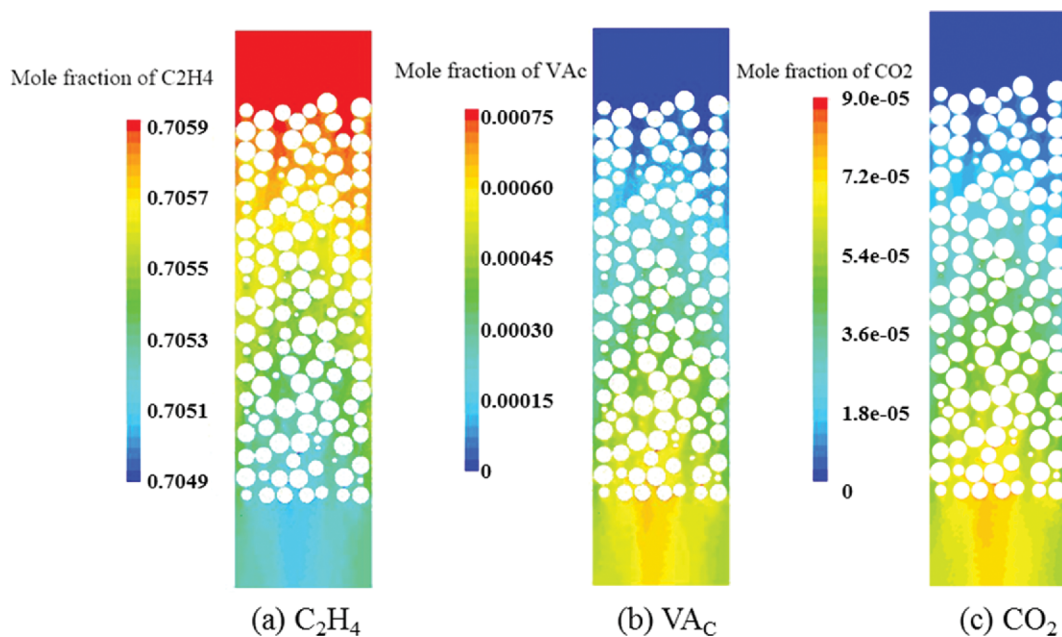 Mole fraction of C2H4
0.7059
0.7057
0.7055
0.7053
0.7051
0.7049
(a) C₂H₄
Mole fraction of VAc
0.00075
0.00060
0.00045
0.00030
0.00015
0
(b) VA_C
Mole fraction of CO2
9.0e-05
7.2e-05
5.4e-05
3.6e-05
1.8e-05
0
(c) CO₂